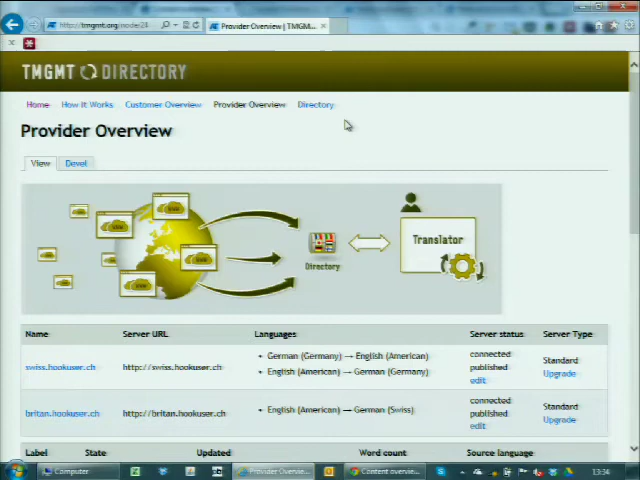 http://tmgmt.org/node/24
Provider Overview | TMGM...
TMGMT DIRECTORY
Home How It Works Customer Overview Provider Overview Directory
Provider Overview
View Devel
Directory
Translator
Name Server URL Languages Server status Server Type
swiss.hookuser.ch http://swiss.hookuser.ch German (Germany) → English (American) connected Standard
English (American) → German (Germany) published Upgrade
edit
britan.hookuser.ch http://britan.hookuser.ch English (American) → German (Swiss) connected Standard
published Upgrade
edit
Label State Updated Word count Source language
Computer Provider Overvie... Content overvie... 13:34